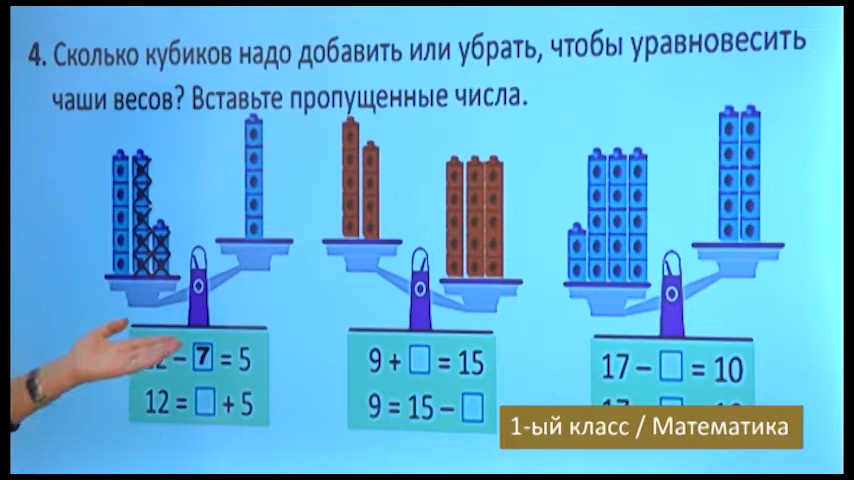 4. Сколько кубиков надо добавить или убрать, чтобы уравновесить
чаши весов? Вставьте пропущенные числа.
– 7 = 5
12 = □ + 5
9 + □ = 15
9 = 15 – □
17 – □ = 10
1-ый класс / Математика